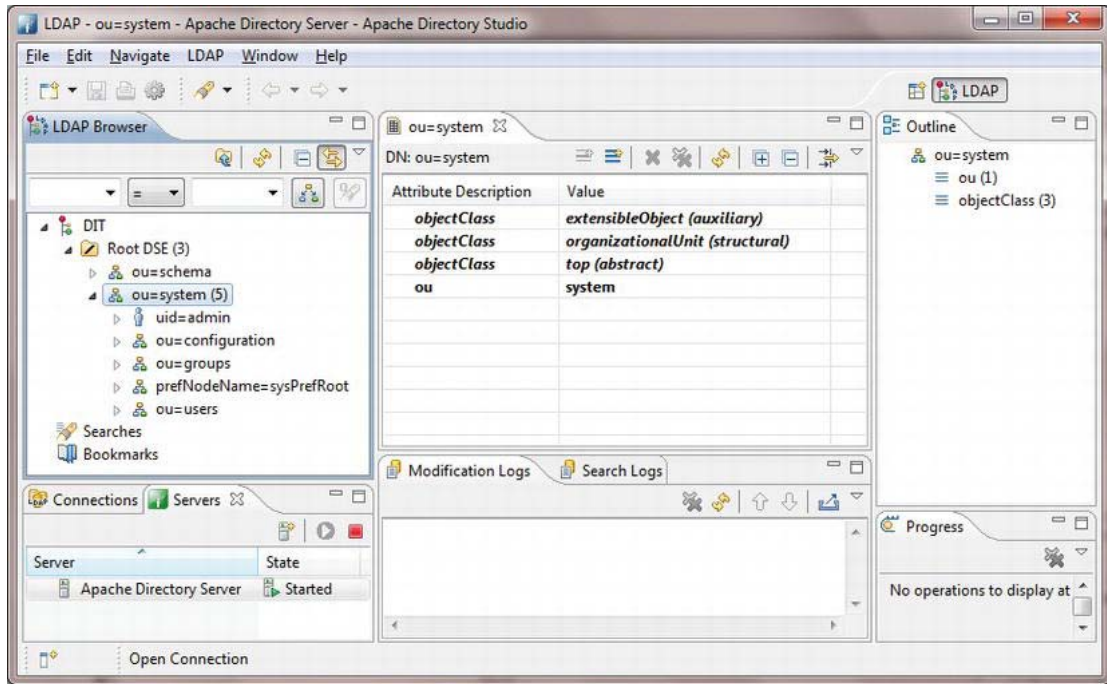 LDAP - ou=system - Apache Directory Server - Apache Directory Studio
File Edit Navigate LDAP Window Help
LDAP
LDAP Browser
=
DIT
Root DSE (3)
ou=schema
ou=system (5)
uid=admin
ou=configuration
ou=groups
prefNodeName=sysPrefRoot
ou=users
Searches
Bookmarks
ou=system
DN: ou=system
Attribute Description Value
objectClass extensibleObject (auxiliary)
objectClass organizationalUnit (structural)
objectClass top (abstract)
ou system
Outline
ou=system
ou (1)
objectClass (3)
Connections Servers
Server State
Apache Directory Server Started
Modification Logs Search Logs
Progress
No operations to display at
Open Connection